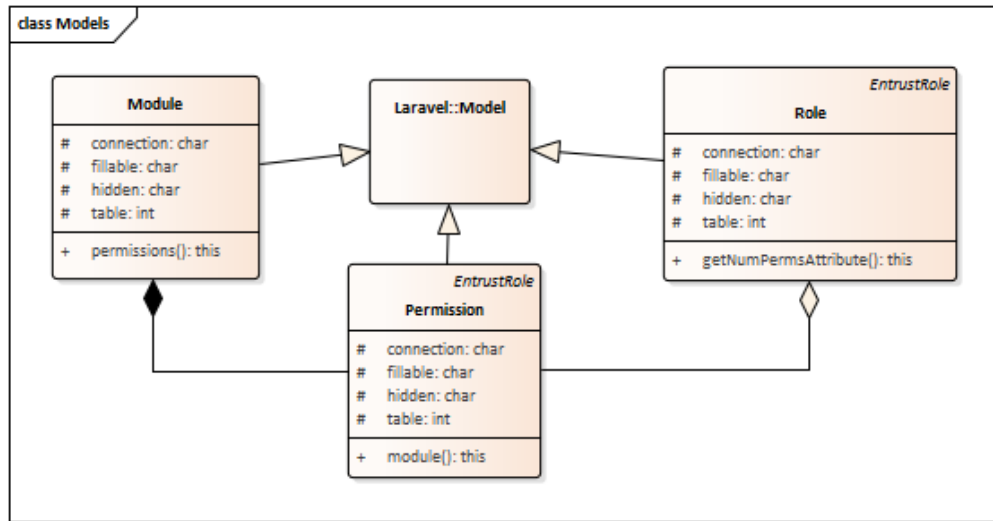 class Models
Module
# connection: char
# fillable: char
# hidden: char
# table: int
+ permissions(): this
Laravel::Model
EntrustRole
Role
# connection: char
# fillable: char
# hidden: char
# table: int
+ getNumPermsAttribute(): this
EntrustRole
Permission
# connection: char
# fillable: char
# hidden: char
# table: int
+ module(): this